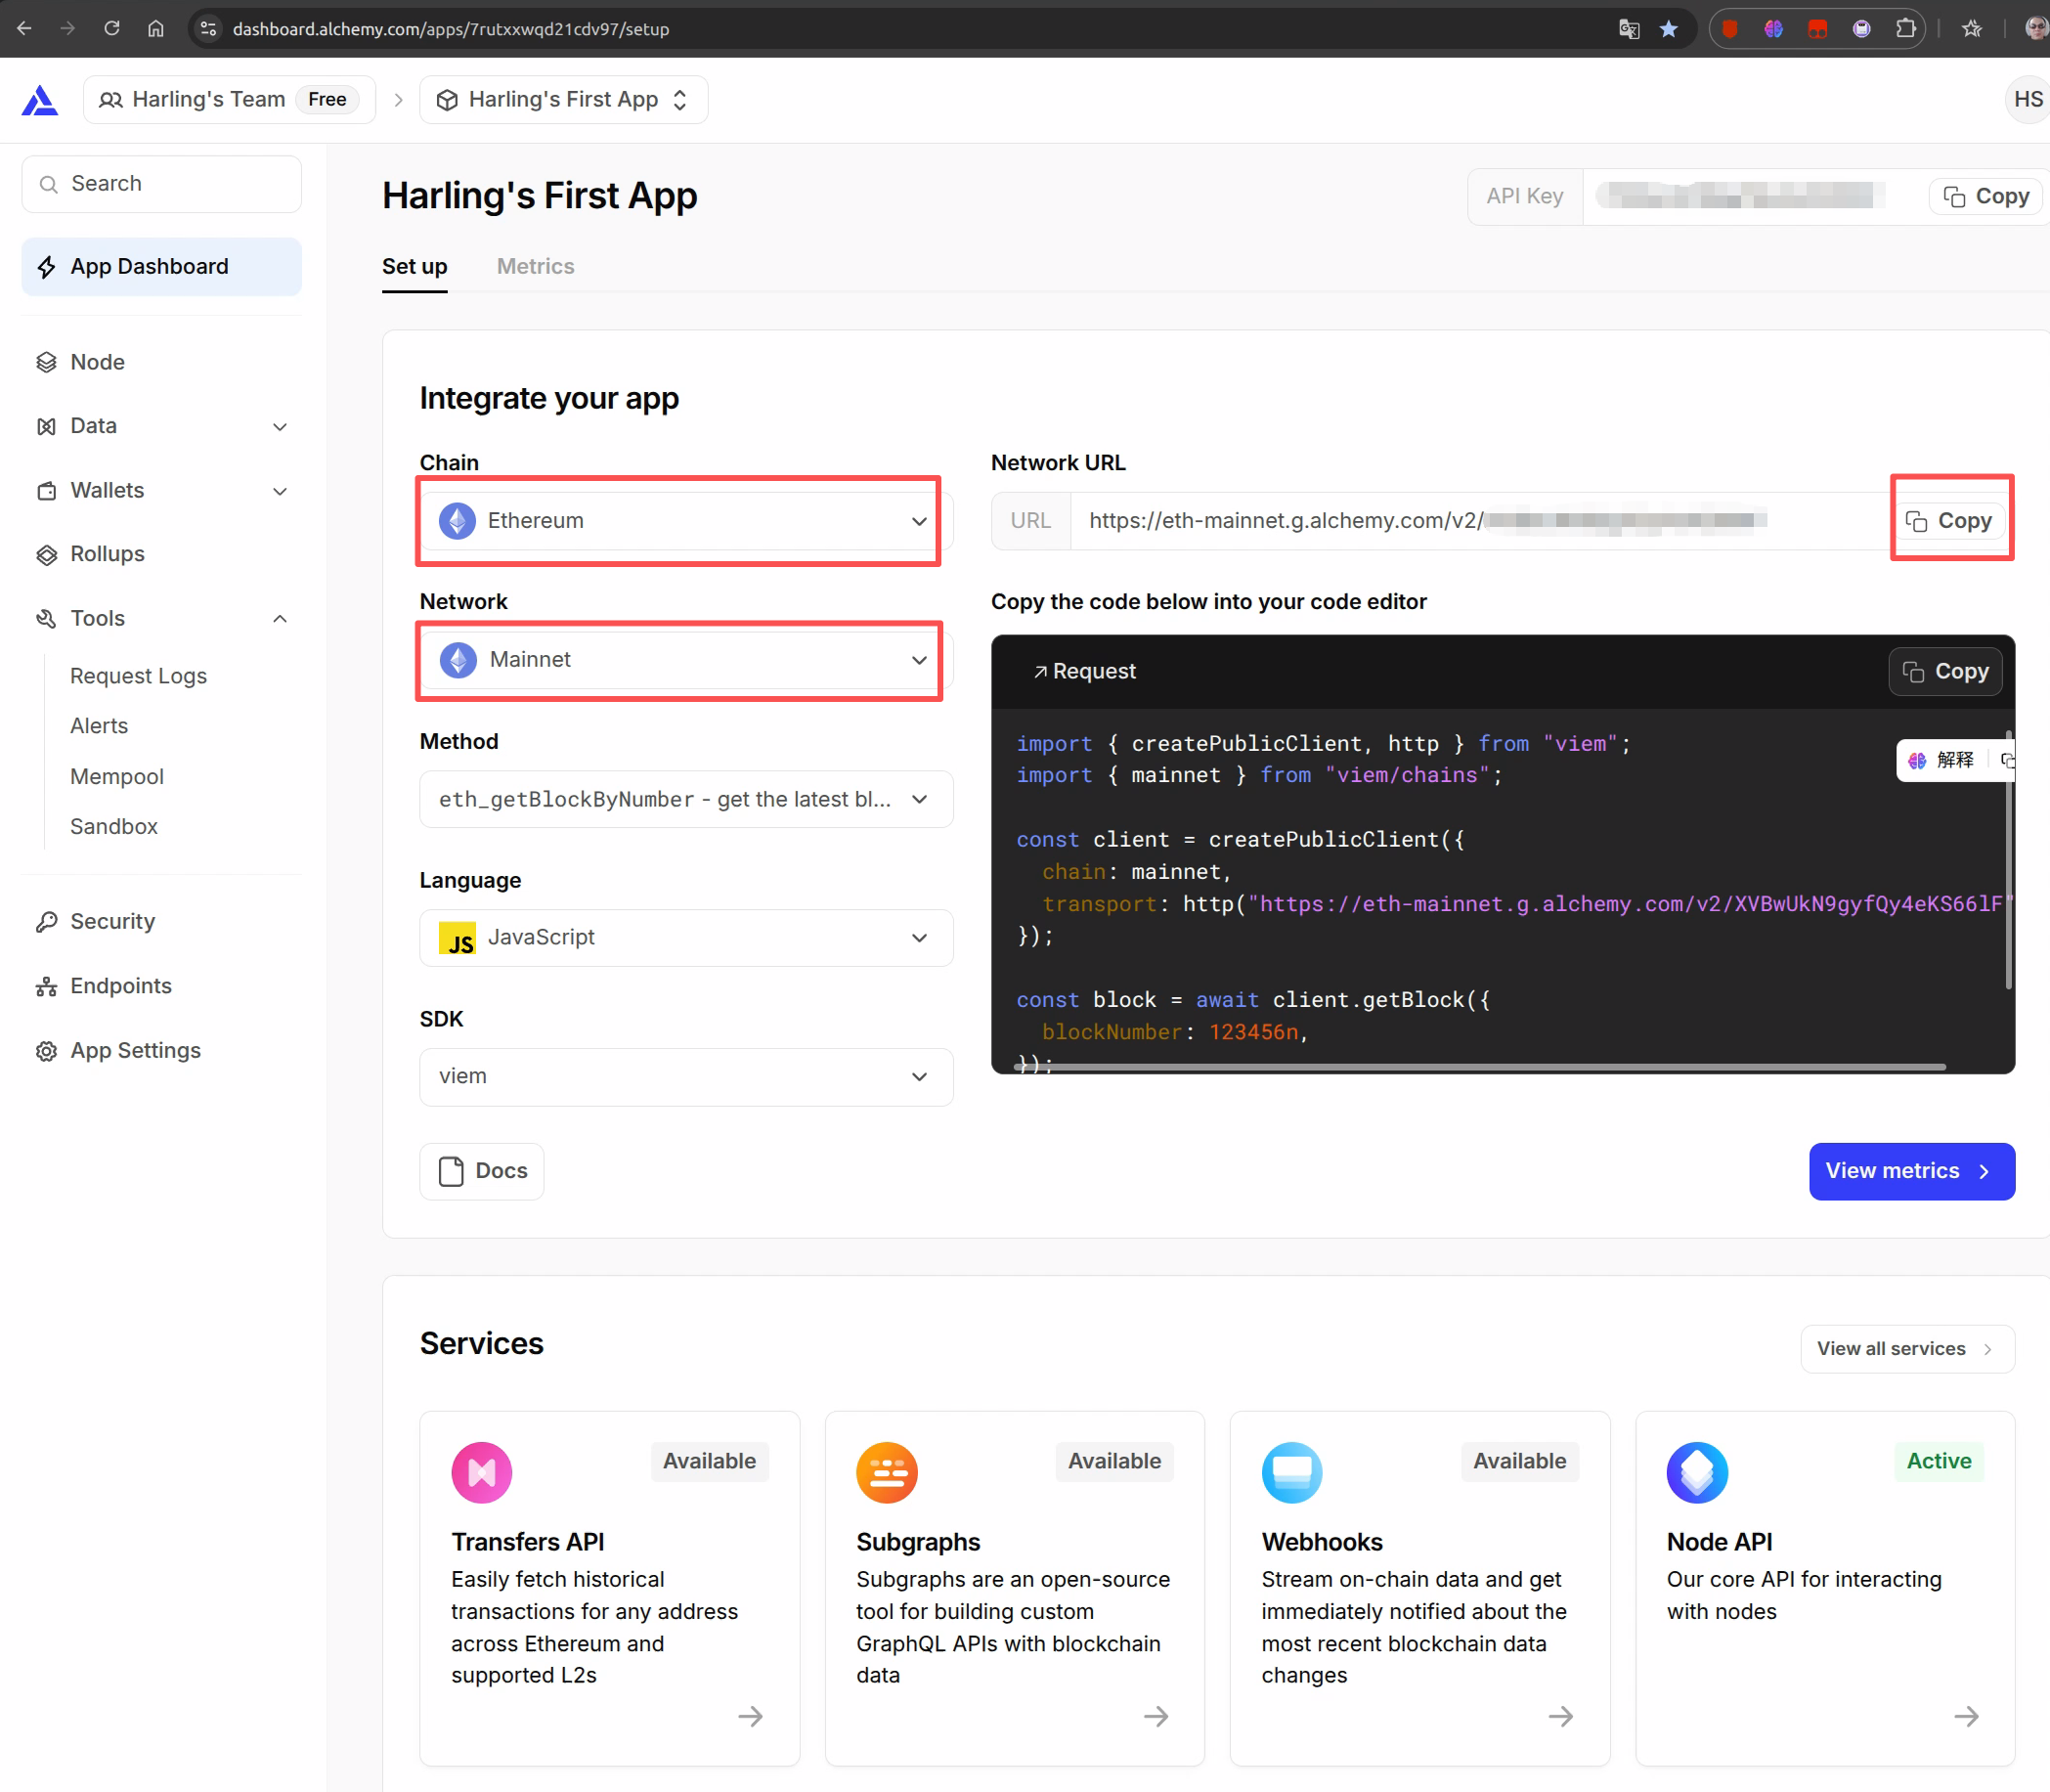 dashboard.alchemy.com/apps/7rutxxwqd21cdv97/setup
Harling's Team Free
Harling's First App
HS
Search
App Dashboard
Node
Data
Wallets
Rollups
Tools
Request Logs
Alerts
Mempool
Sandbox
Security
Endpoints
App Settings
Harling's First App
API Key
Copy
Set up
Metrics
Integrate your app
Chain
Ethereum
Network
Mainnet
Method
eth_getBlockByNumber - get the latest bl...
Language
JS JavaScript
SDK
viem
Docs
Network URL
URL https://eth-mainnet.g.alchemy.com/v2/
Copy
Copy the code below into your code editor
Request
Copy
import { createPublicClient, http } from "viem";
import { mainnet } from "viem/chains";
解释
const client = createPublicClient({
chain: mainnet,
transport: http("https://eth-mainnet.g.alchemy.com/v2/XVBwUkN9gyfQy4eKS66lF"
});
const block = await client.getBlock({
blockNumber: 123456n,
});
View metrics
Services
View all services
Available
Transfers API
Easily fetch historical
transactions for any address
across Ethereum and
supported L2s
Available
Subgraphs
Subgraphs are an open-source
tool for building custom
GraphQL APIs with blockchain
data
Available
Webhooks
Stream on-chain data and get
immediately notified about the
most recent blockchain data
changes
Active
Node API
Our core API for interacting
with nodes